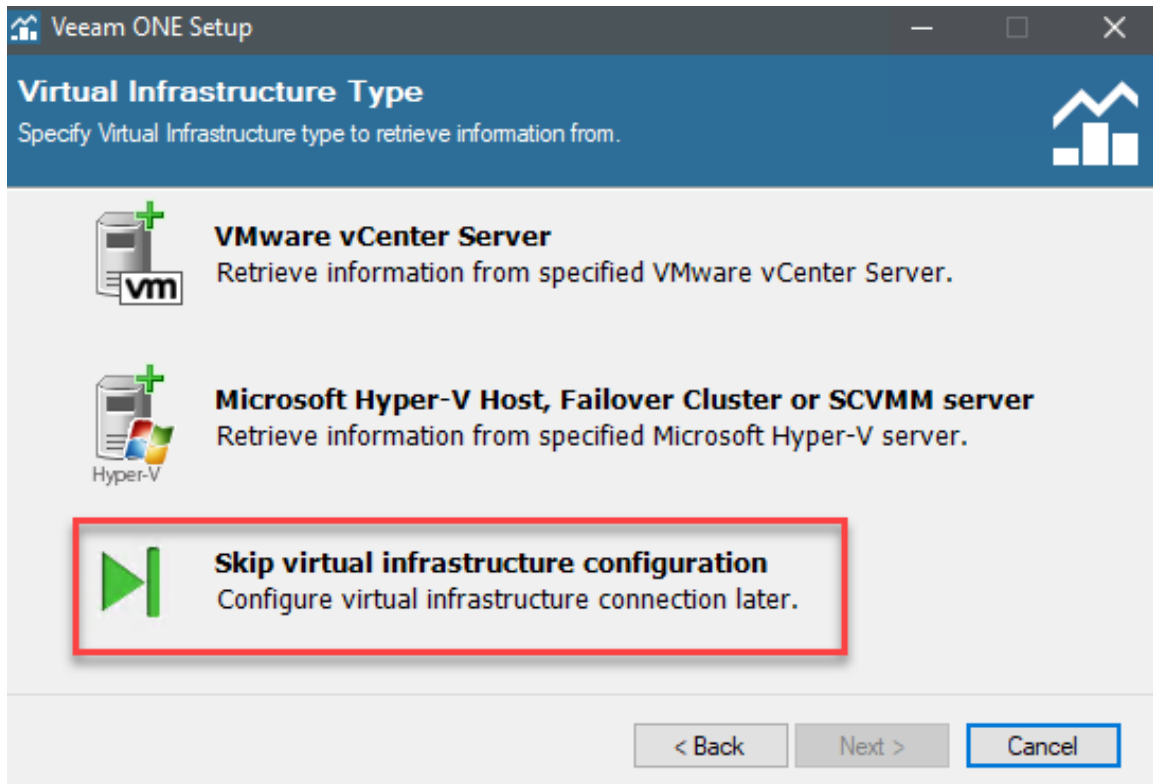 Veeam ONE Setup
Virtual Infrastructure Type
Specify Virtual Infrastructure type to retrieve information from.
VMware vCenter Server
Retrieve information from specified VMware vCenter Server.
vm
Microsoft Hyper-V Host, Failover Cluster or SCVMM server
Retrieve information from specified Microsoft Hyper-V server.
Hyper-V
Skip virtual infrastructure configuration
Configure virtual infrastructure connection later.
< Back
Next >
Cancel